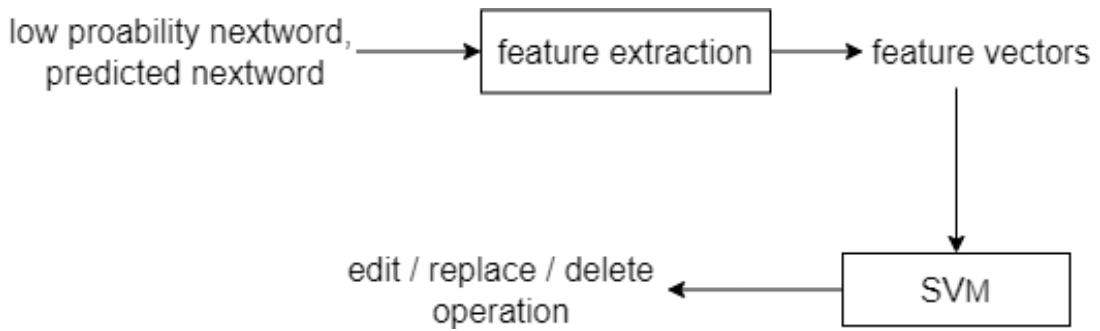 low proability nextword,
predicted nextword
feature extraction
feature vectors
SVM
edit / replace / delete
operation